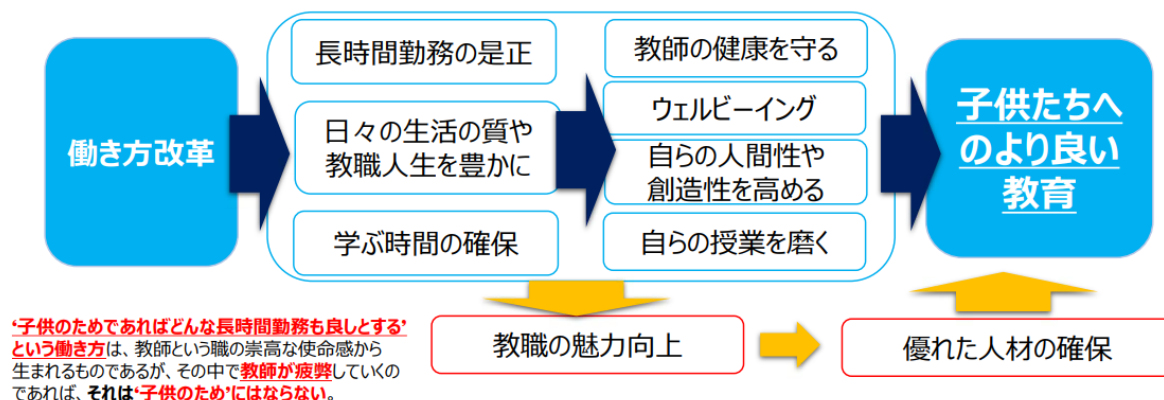 働き方改革
長時間勤務の是正
日々の生活の質や
教職人生を豊かに
学ぶ時間の確保
教師の健康を守る
ウェルビーイング
自らの人間性や
創造性を高める
自らの授業を磨く
子供たちへ
のより良い
教育
教職の魅力向上
優れた人材の確保
‘子供のためであればどんな長時間勤務も良しとする’
という働き方は、教師という職の崇高な使命感から
生まれるものであるが、その中で教師が疲弊していくの
であれば、それは‘子供のため’にはならない。